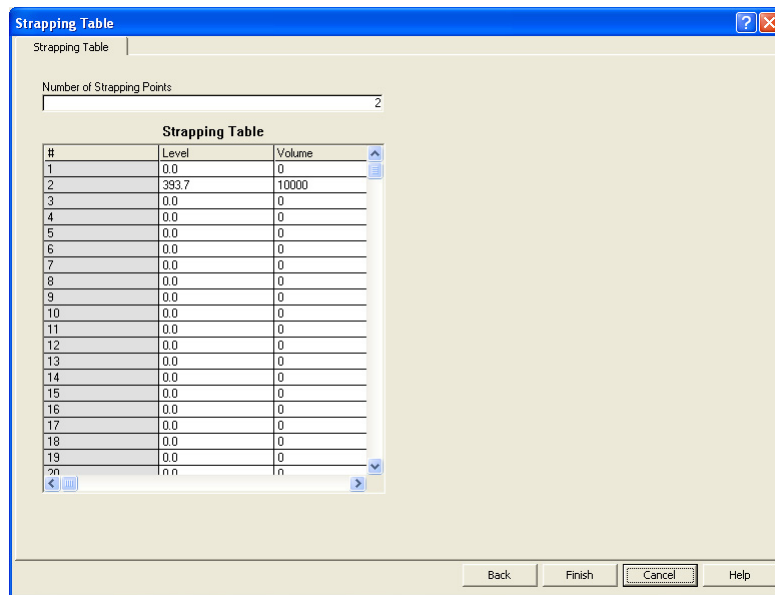 Strapping Table
Strapping Table
Number of Strapping Points
2
Strapping Table
# Level Volume
1 0.0 0
2 393.7 10000
3 0.0 0
4 0.0 0
5 0.0 0
6 0.0 0
7 0.0 0
8 0.0 0
9 0.0 0
10 0.0 0
11 0.0 0
12 0.0 0
13 0.0 0
14 0.0 0
15 0.0 0
16 0.0 0
17 0.0 0
18 0.0 0
19 0.0 0
20 0.0 0
Back Finish Cancel Help